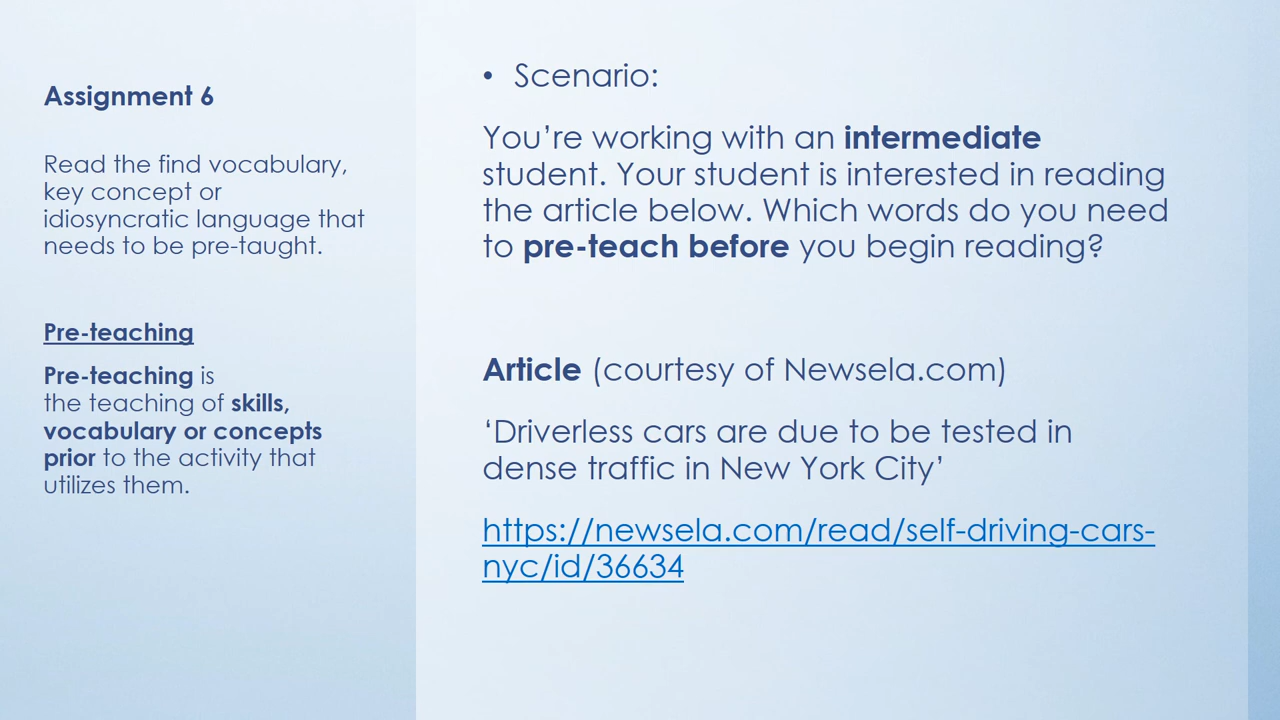 Assignment 6
Read the find vocabulary,
key concept or
idiosyncratic language that
needs to be pre-taught.
Pre-teaching
Pre-teaching is
the teaching of skills,
vocabulary or concepts
prior to the activity that
utilizes them.
• Scenario:
You’re working with an intermediate
student. Your student is interested in reading
the article below. Which words do you need
to pre-teach before you begin reading?
Article (courtesy of Newsela.com)
‘Driverless cars are due to be tested in
dense traffic in New York City’
https://newsela.com/read/self-driving-cars-
nyc/id/36634